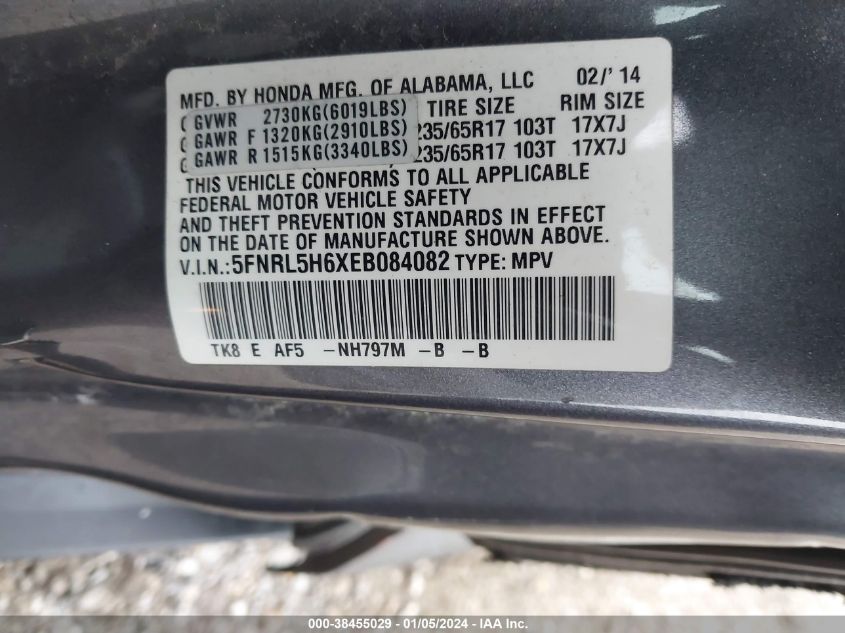 MFD. BY HONDA MFG. OF ALABAMA, LLC 02/'14
GVWR 2730KG(6019LBS) TIRE SIZE RIM SIZE
GAWR F 1320KG(2910LBS) 235/65R17 103T 17X7J
GAWR R 1515KG(3340LBS) 235/65R17 103T 17X7J
THIS VEHICLE CONFORMS TO ALL APPLICABLE
FEDERAL MOTOR VEHICLE SAFETY
AND THEFT PREVENTION STANDARDS IN EFFECT
ON THE DATE OF MANUFACTURE SHOWN ABOVE.
V.I.N.:5FNRL5H6XEB084082 TYPE: MPV
TK8 E AF5 -NH797M -B -B
000-38455029 - 01/05/2024 - IAA Inc.